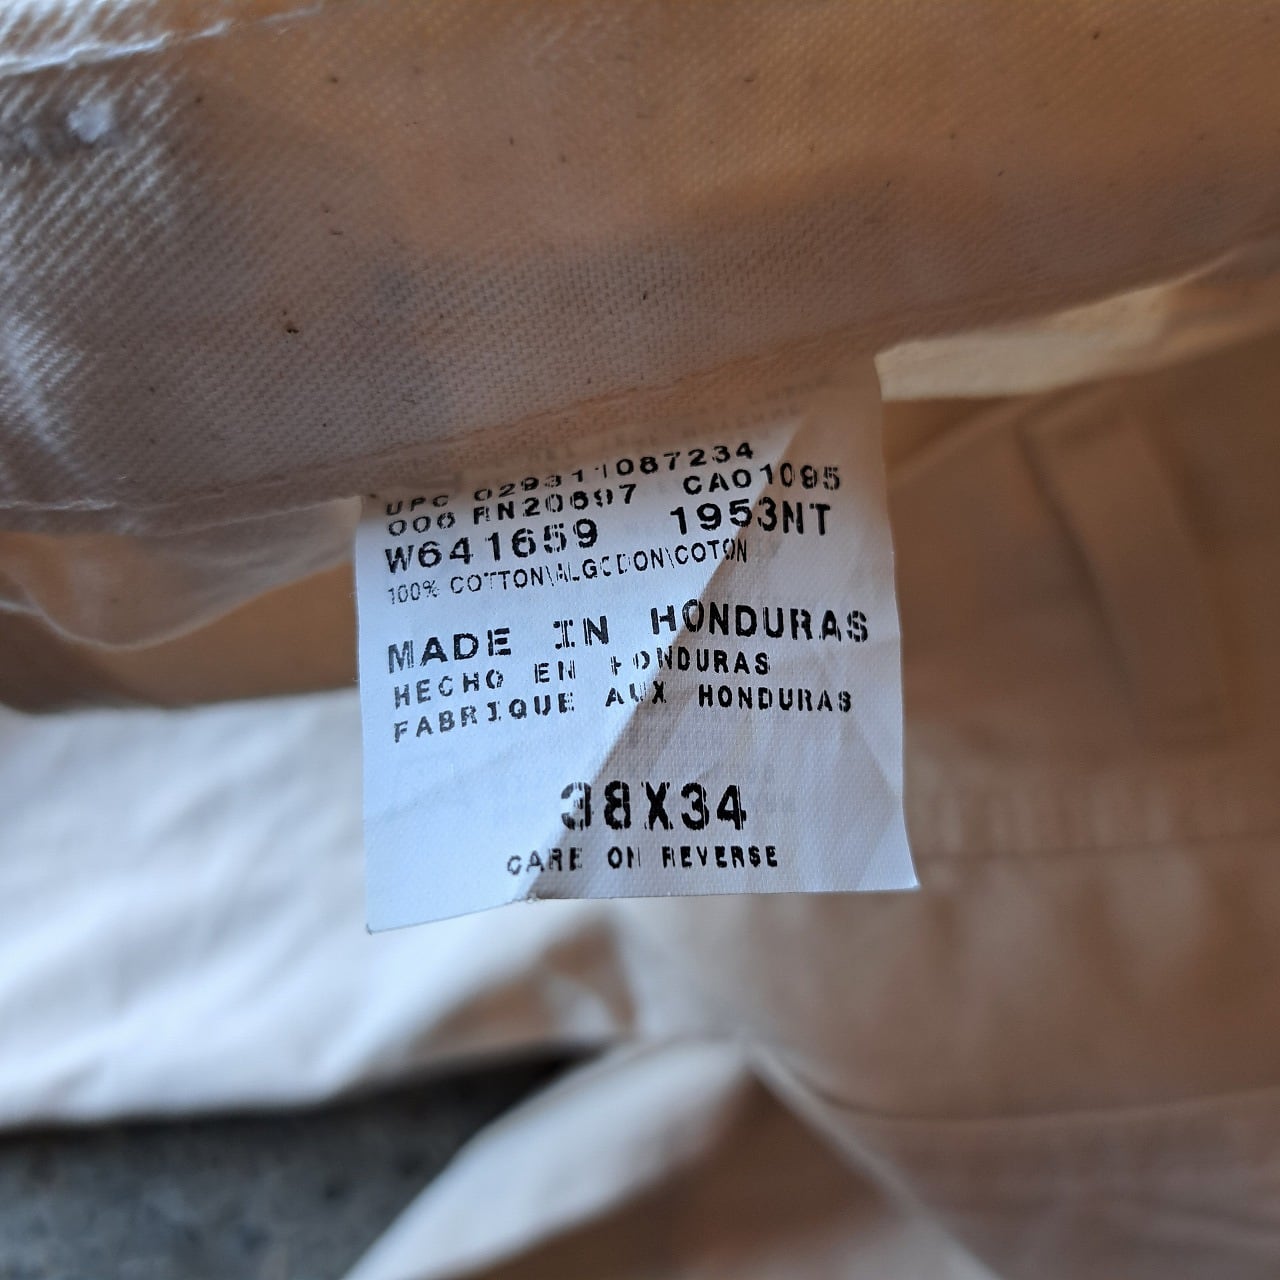 UPC 029311087234
006 RN20697 CA01095
W641659 1953NT
100% COTTON\ALGODON\COTON
MADE IN HONDURAS
HECHO EN HONDURAS
FABRIQUE AUX HONDURAS
38X34
CARE ON REVERSE